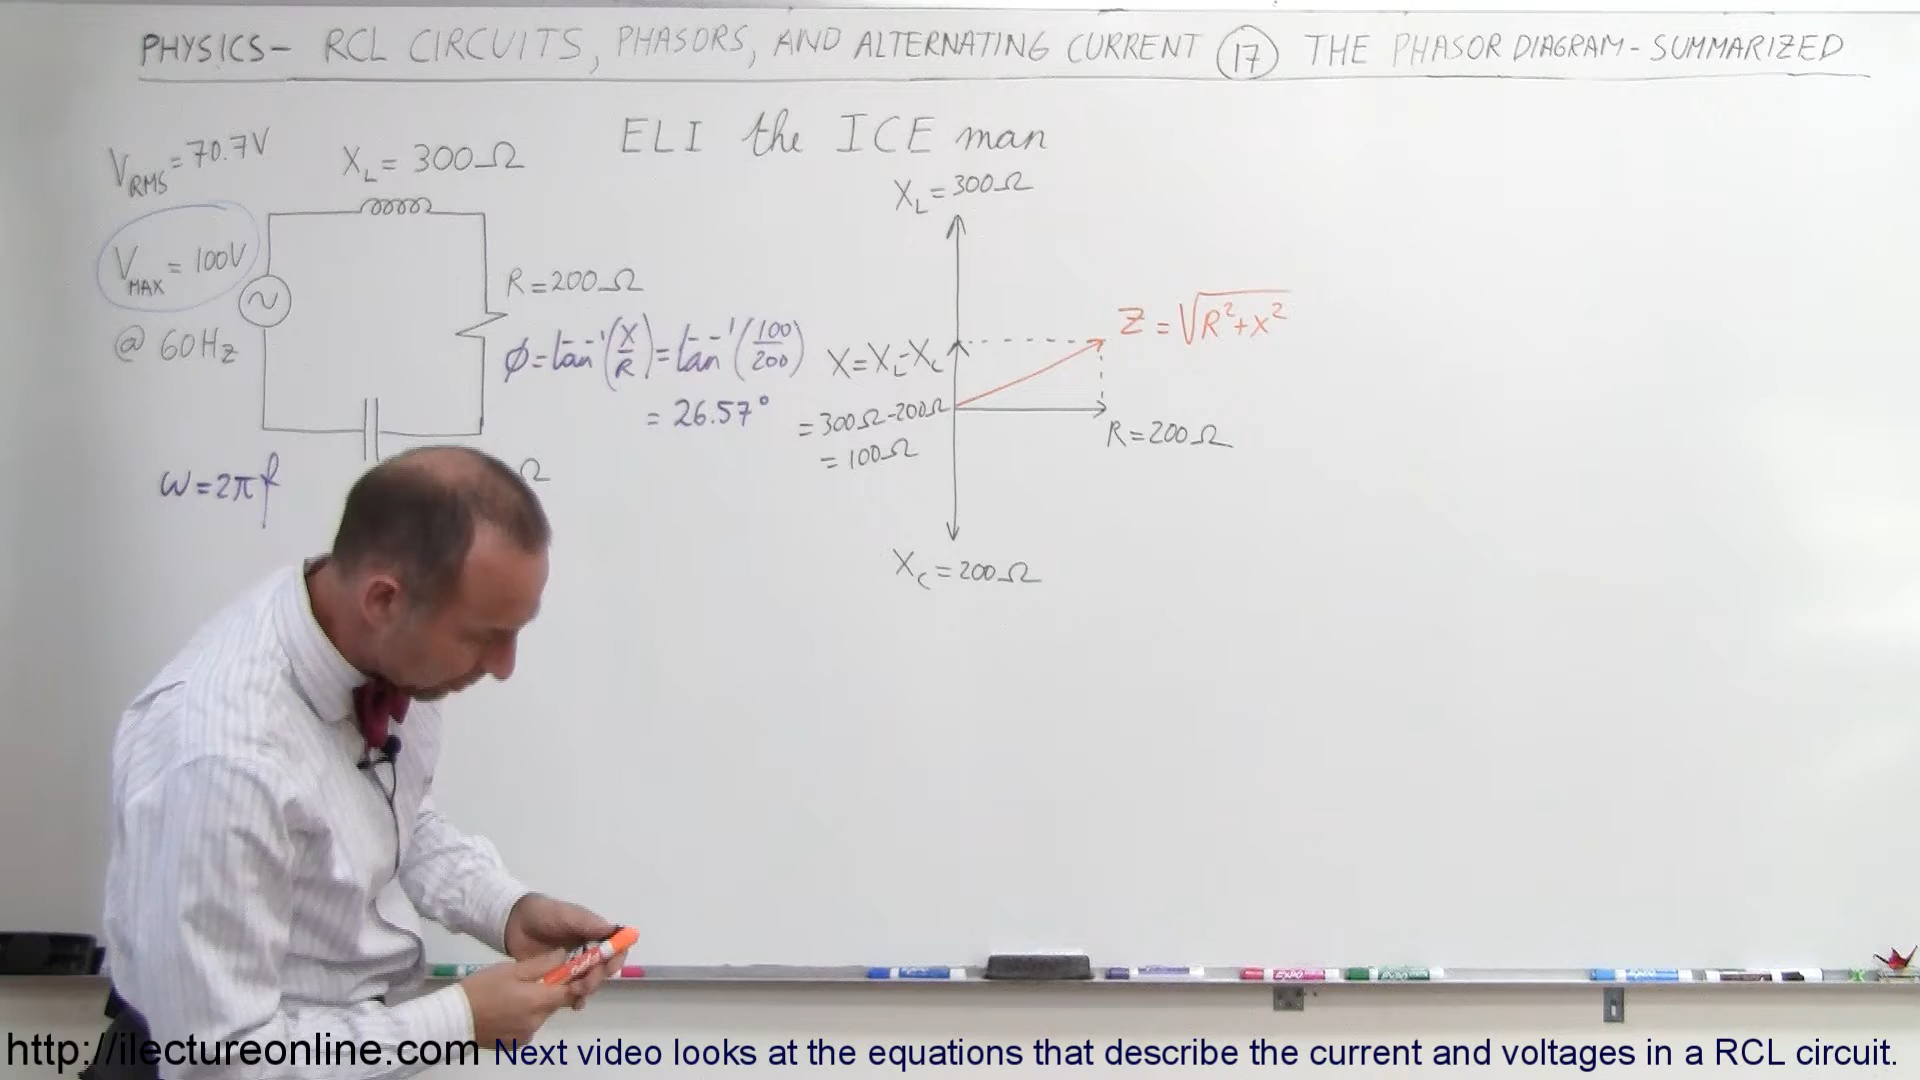 PHYSICS- RCL CIRCUITS, PHASORS, AND ALTERNATING CURRENT 17 THE PHASOR DIAGRAM-SUMMARIZED
ELI the ICE man
V_RMS = 70.7V
X_L = 300Ω
V_MAX = 100V
@ 60Hz
R=200Ω
φ=tan⁻¹(X/R)=tan⁻¹(100/200)
= 26.57°
Ω
ω=2πf
X_L=300Ω
Z=√R²+X²
X=X_L-X_C
=300Ω-200Ω
=100Ω
R=200Ω
X_C=200Ω
EXPO
http://ilectureonline.com Next video looks at the equations that describe the current and voltages in a RCL circuit.